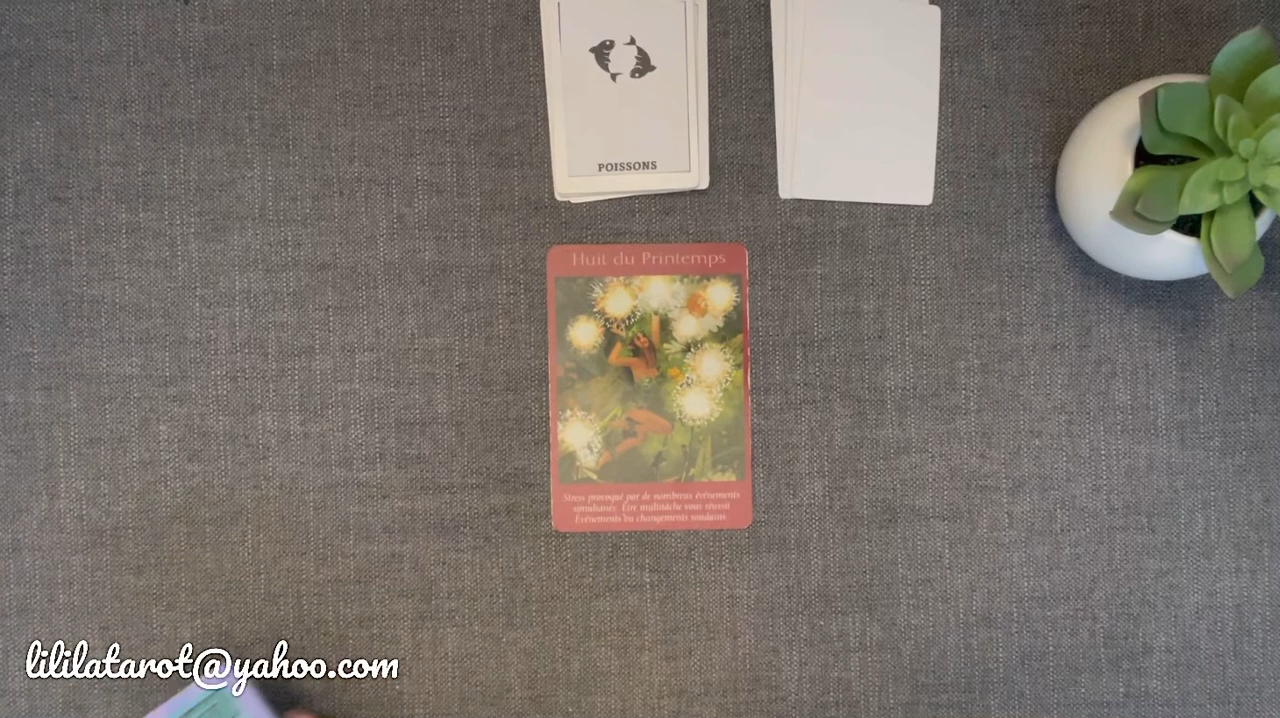 POISSONS
Huit du Printemps
Stress provoqué par de nombreux événements
simultanés. Être multitâche vous réussit.
Événements ou changements soudains.
lililatarot@yahoo.com